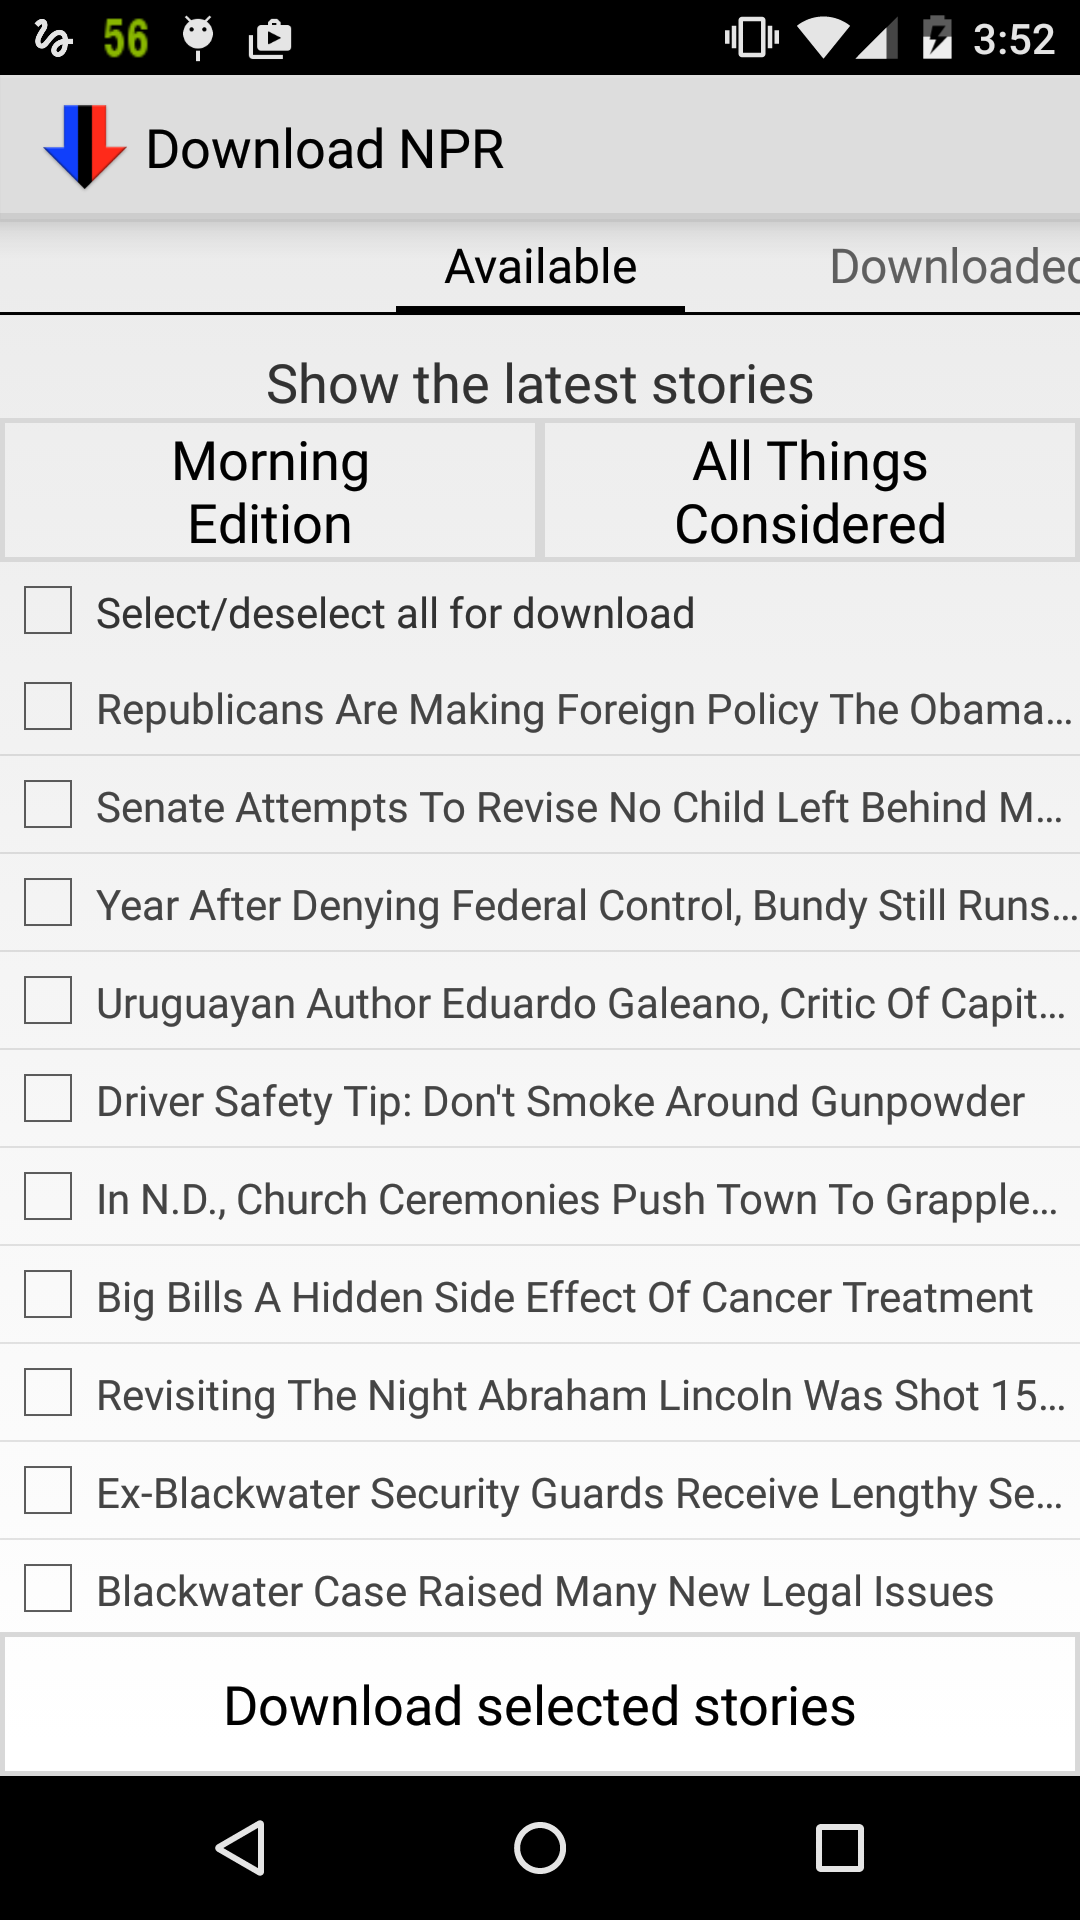 56
3:52
Download NPR
Available
Downloaded
Show the latest stories
Morning
Edition
All Things
Considered
Select/deselect all for download
Republicans Are Making Foreign Policy The Obama...
Senate Attempts To Revise No Child Left Behind M...
Year After Denying Federal Control, Bundy Still Runs...
Uruguayan Author Eduardo Galeano, Critic Of Capit...
Driver Safety Tip: Don't Smoke Around Gunpowder
In N.D., Church Ceremonies Push Town To Grapple...
Big Bills A Hidden Side Effect Of Cancer Treatment
Revisiting The Night Abraham Lincoln Was Shot 15...
Ex-Blackwater Security Guards Receive Lengthy Se...
Blackwater Case Raised Many New Legal Issues
Download selected stories